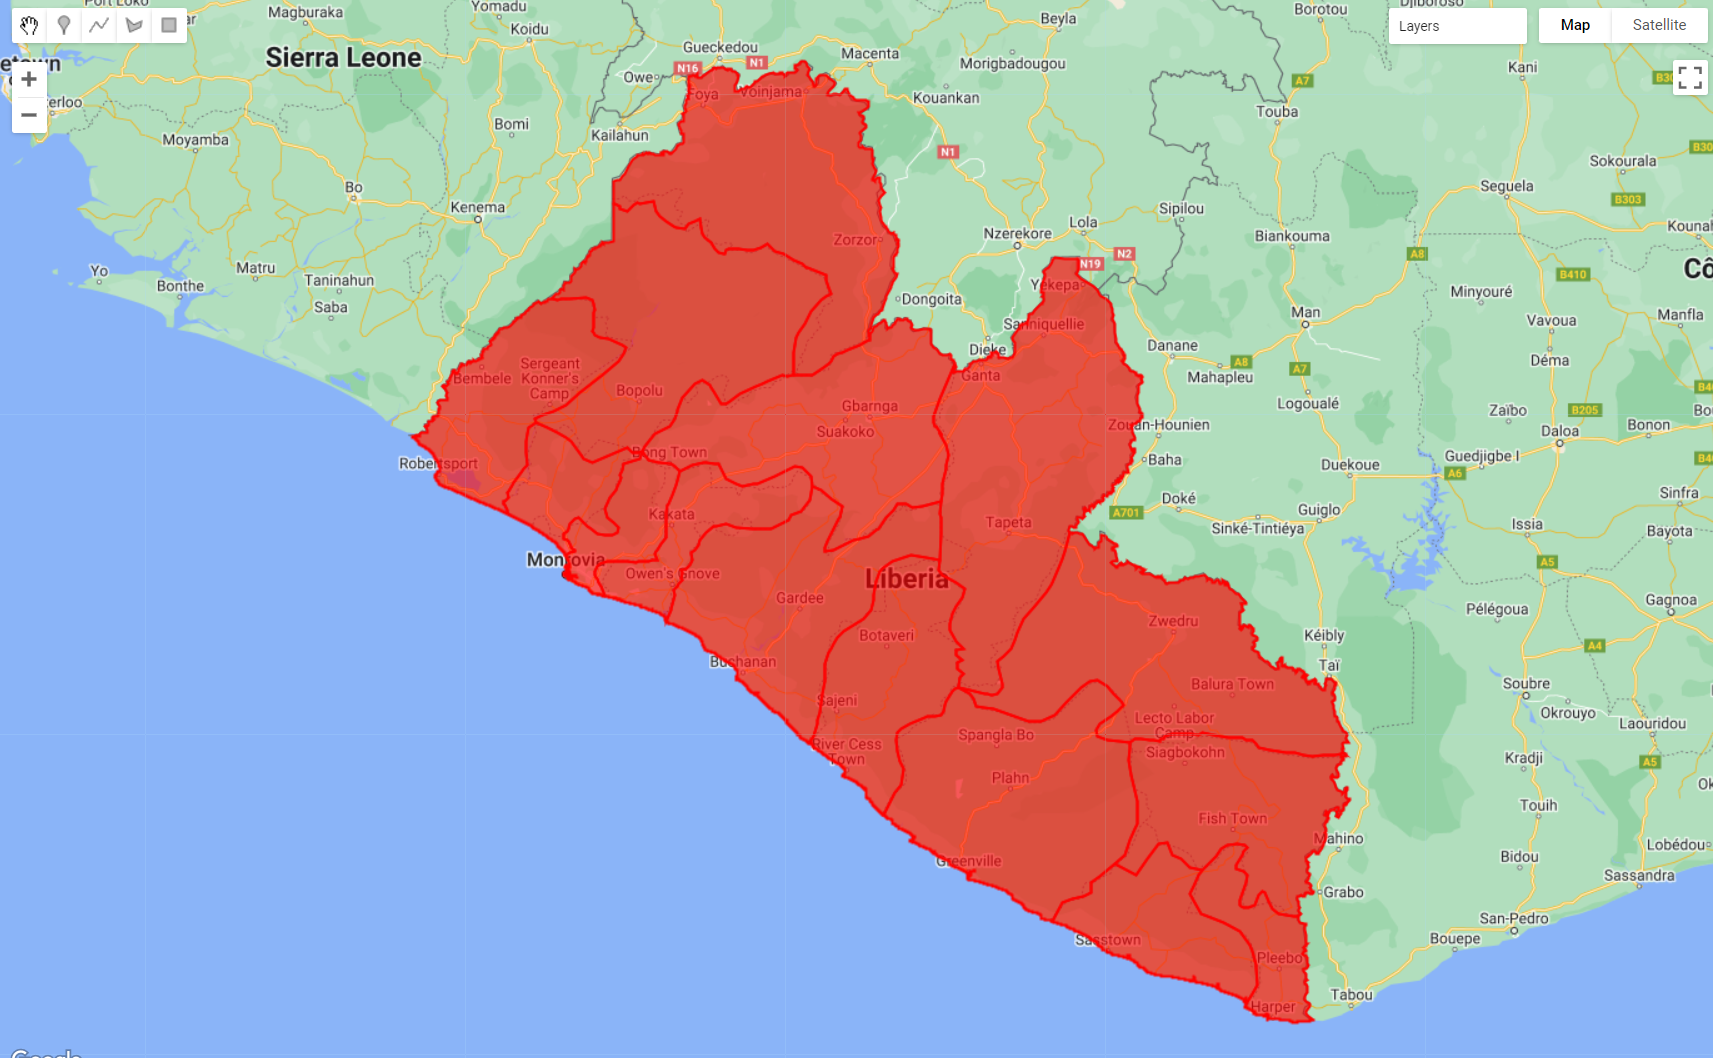 Port Loko
Magburaka
Yomadu
Koidu
Gueckedou
N16
N1
Macenta
Beyla
Morigbadougou
Borotou
Djiboroso
Layers
Map
Satellite
Sierra Leone
Owe
Foya
Voinjama
Kouankan
A7
Kani
Touba
Bomi
Kailahun
Moyamba
N1
Sokourala
Bo
Kenema
Seguela
B303
Zorzor
Nzerekore
Lola
Sipilou
Biankouma
A8
N2
N19
Yo
Matru
Bonthe
Taninahun
Saba
Dongoita
Yekepa
B410
Minyouré
Sanniquellie
Man
Manfla
Vavoua
Dieke
Danane
A8
Déma
Mahapleu
A7
Ganta
Sergeant
Konner's
Camp
Bembele
Bopolu
Gbarnga
Suakoko
Logoualé
Zaïbo
B205
Zouan-Hounien
Daloa
Bonon
Bong Town
Robertsport
Baha
Duekoue
Guedjigbe I
A6
Doké
Sinfra
A701
Guiglo
Sinké-Tintiéya
Kakata
Tapeta
Issia
Bayota
Monrovia
A5
Owen's Grove
Liberia
Gardee
Gagnoa
Pélégoua
Zwedru
Botaveri
Kéibly
A4
Taï
Buchanan
Balura Town
Soubre
Sajeni
Okrouyo
Laouridou
Lecto Labor
Camp
Spangla Bo
River Cess
Town
Siagbokohn
Kradji
A5
Plahn
Touih
Fish Town
Mahino
Lobédou
Greenville
Bidou
Sassandra
Grabo
San-Pedro
Bouepe
Sasstown
Pleebo
Tabou
Harper
Google